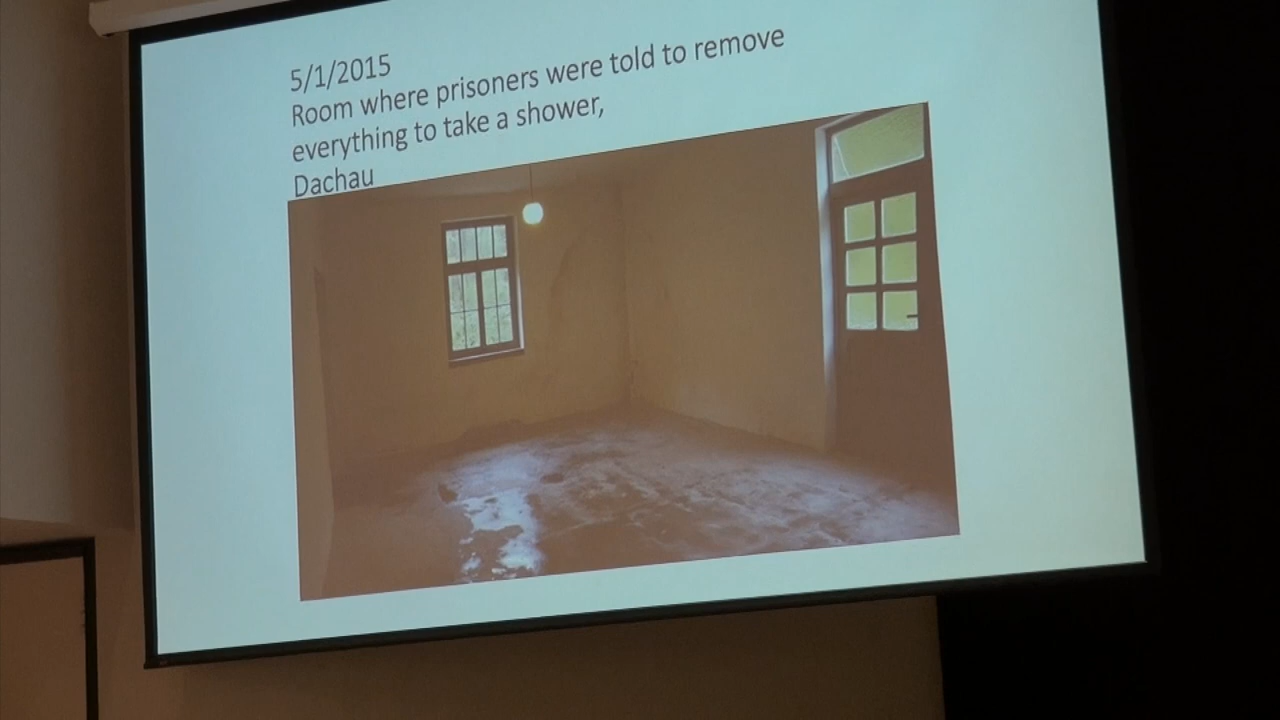 5/1/2015
Room where prisoners were told to remove
everything to take a shower,
Dachau